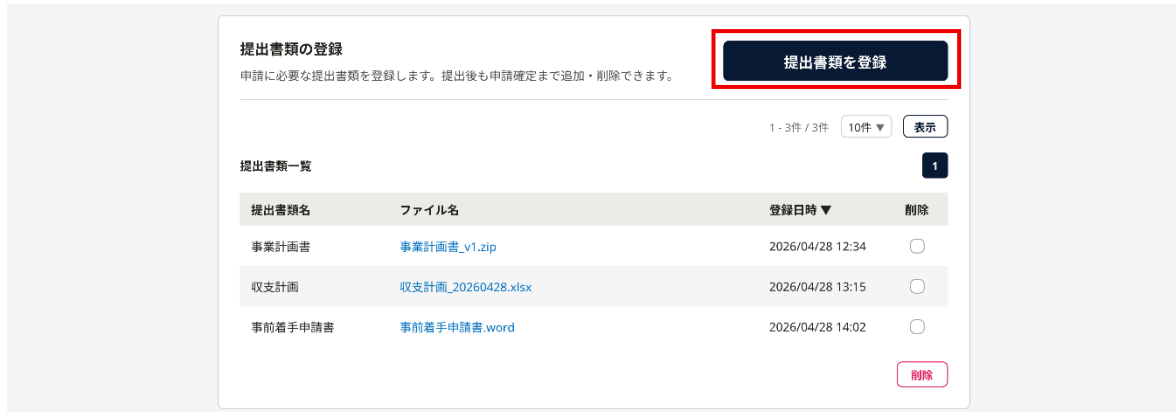 提出書類の登録
提出書類を登録
申請に必要な提出書類を登録します。提出後も申請確定まで追加・削除できます。
1 - 3件 / 3件 10件 ▼ 表示
提出書類一覧 1
提出書類名 ファイル名 登録日時 ▼ 削除
事業計画書 事業計画書_v1.zip 2026/04/28 12:34
収支計画 収支計画_20260428.xlsx 2026/04/28 13:15
事前着手申請書 事前着手申請書.word 2026/04/28 14:02
削除